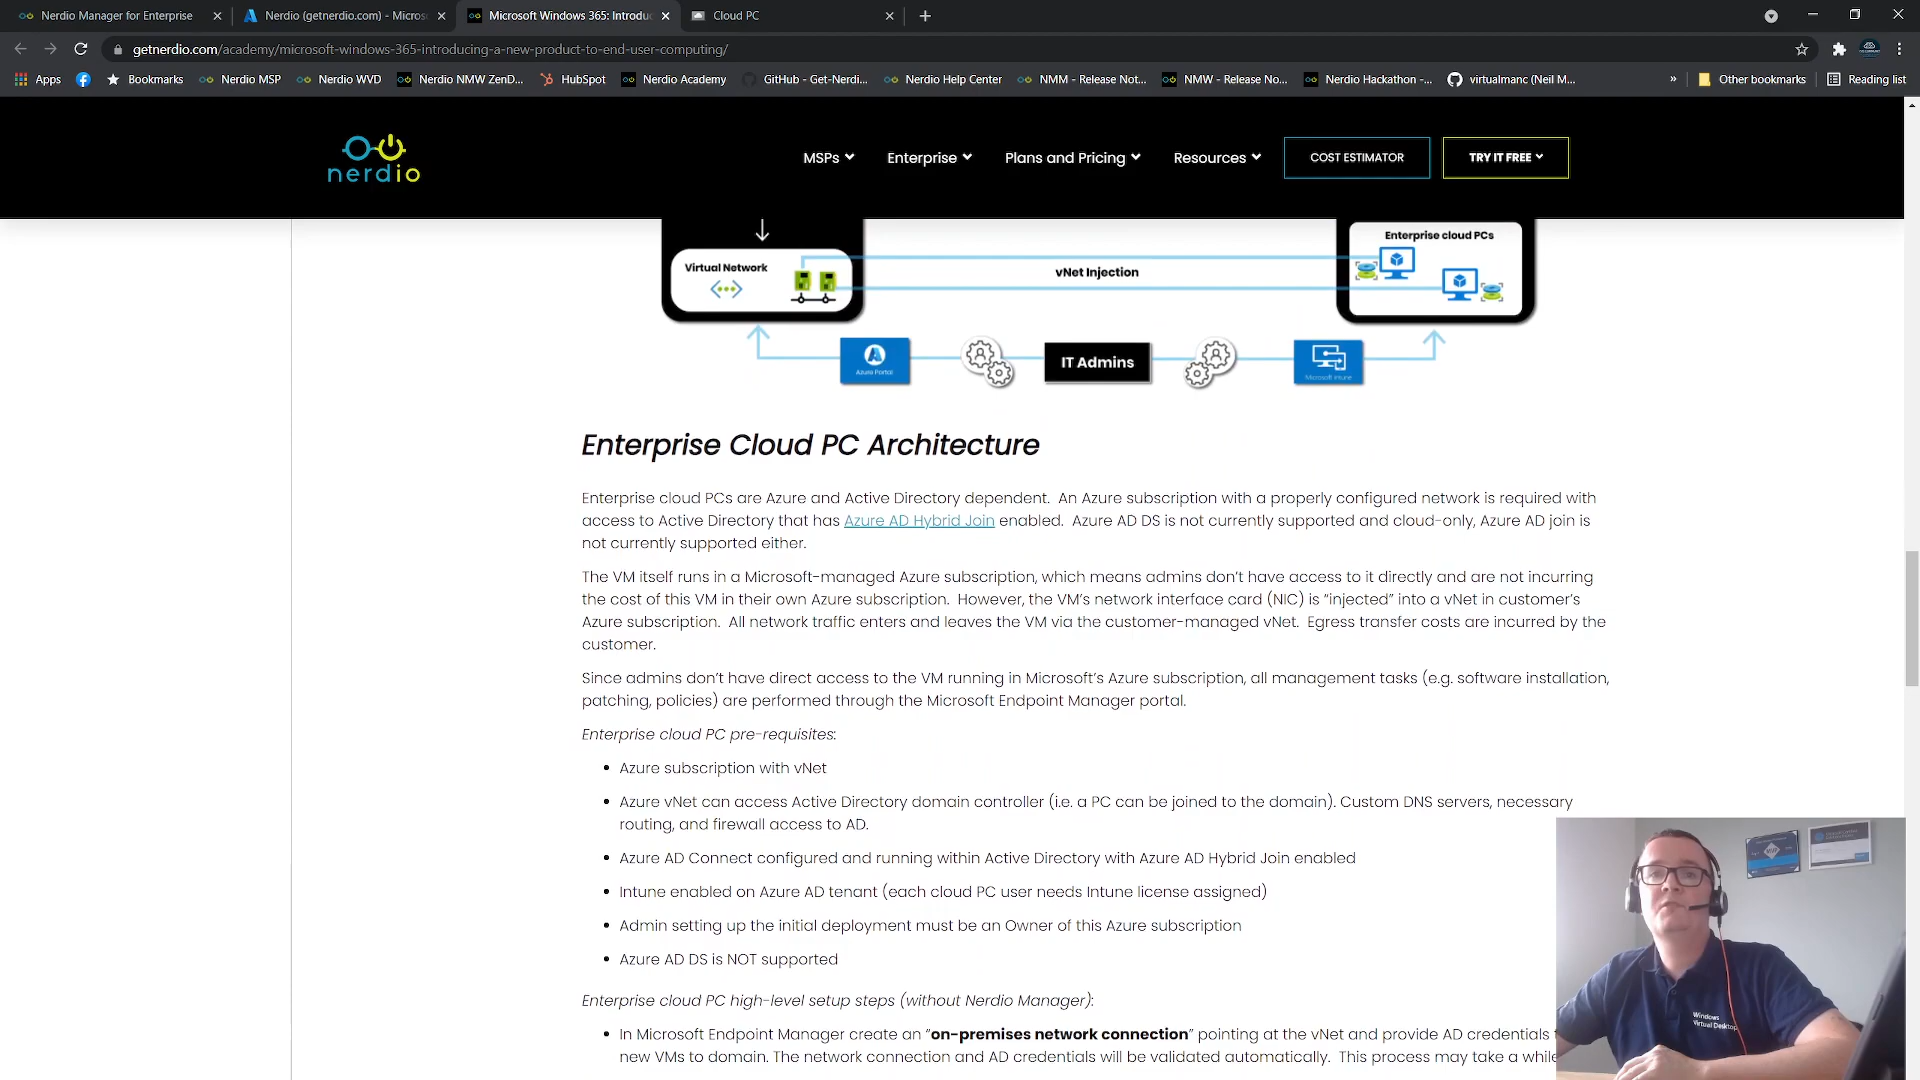 Nerdio Manager for Enterprise
Nerdio (getnerdio.com) - Micros
Microsoft Windows 365: Introduc
Cloud PC
getnerdio.com/academy/microsoft-windows-365-introducing-a-new-product-to-end-user-computing/
Apps
Bookmarks
Nerdio MSP
Nerdio WVD
Nerdio NMW ZenD...
HubSpot
Nerdio Academy
GitHub - Get-Nerdi...
Nerdio Help Center
NMM - Release Not...
NMW - Release No...
Nerdio Hackathon -...
virtualmanc (Neil M...
»
Other bookmarks
Reading list
nerdio
MSPs
Enterprise
Plans and Pricing
Resources
COST ESTIMATOR
TRY IT FREE
Virtual Network
vNet Injection
Enterprise cloud PCs
Azure Portal
IT Admins
Microsoft Intune
Enterprise Cloud PC Architecture
Enterprise cloud PCs are Azure and Active Directory dependent.  An Azure subscription with a properly configured network is required with
access to Active Directory that has Azure AD Hybrid Join enabled.  Azure AD DS is not currently supported and cloud-only, Azure AD join is
not currently supported either.
The VM itself runs in a Microsoft-managed Azure subscription, which means admins don't have access to it directly and are not incurring
the cost of this VM in their own Azure subscription.  However, the VM's network interface card (NIC) is "injected" into a vNet in customer's
Azure subscription.  All network traffic enters and leaves the VM via the customer-managed vNet.  Egress transfer costs are incurred by the
customer.
Since admins don't have direct access to the VM running in Microsoft's Azure subscription, all management tasks (e.g. software installation,
patching, policies) are performed through the Microsoft Endpoint Manager portal.
Enterprise cloud PC pre-requisites:
• Azure subscription with vNet
• Azure vNet can access Active Directory domain controller (i.e. a PC can be joined to the domain). Custom DNS servers, necessary
routing, and firewall access to AD.
• Azure AD Connect configured and running within Active Directory with Azure AD Hybrid Join enabled
• Intune enabled on Azure AD tenant (each cloud PC user needs Intune license assigned)
• Admin setting up the initial deployment must be an Owner of this Azure subscription
• Azure AD DS is NOT supported
Enterprise cloud PC high-level setup steps (without Nerdio Manager):
• In Microsoft Endpoint Manager create an "on-premises network connection" pointing at the vNet and provide AD credentials
new VMs to domain. The network connection and AD credentials will be validated automatically.  This process may take a while
Windows
Virtual Desktop